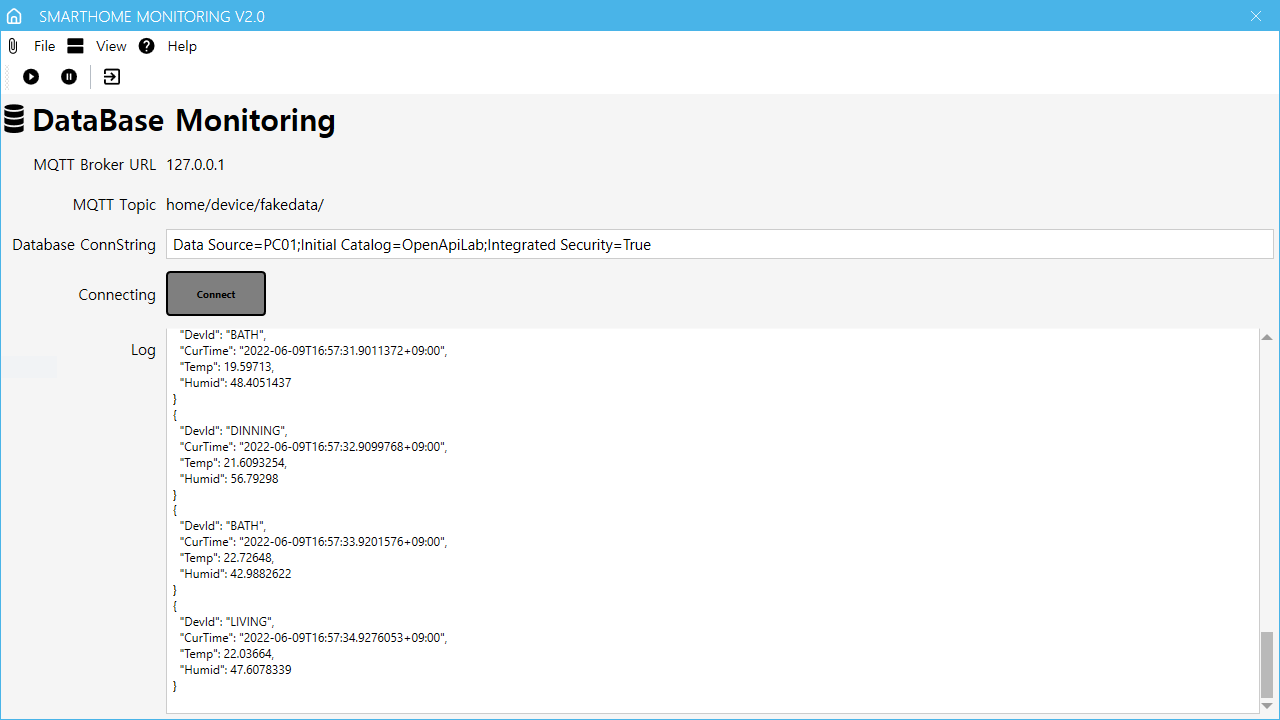 SMARTHOME MONITORING V2.0
File View Help
DataBase Monitoring
MQTT Broker URL 127.0.0.1
MQTT Topic home/device/fakedata/
Database ConnString Data Source=PC01;Initial Catalog=OpenApiLab;Integrated Security=True
Connecting Connect
Log
"DevId": "BATH",
"CurTime": "2022-06-09T16:57:31.9011372+09:00",
"Temp": 19.59713,
"Humid": 48.4051437
}
{
"DevId": "DINNING",
"CurTime": "2022-06-09T16:57:32.9099768+09:00",
"Temp": 21.6093254,
"Humid": 56.79298
}
{
"DevId": "BATH",
"CurTime": "2022-06-09T16:57:33.9201576+09:00",
"Temp": 22.72648,
"Humid": 42.9882622
}
{
"DevId": "LIVING",
"CurTime": "2022-06-09T16:57:34.9276053+09:00",
"Temp": 22.03664,
"Humid": 47.6078339
}